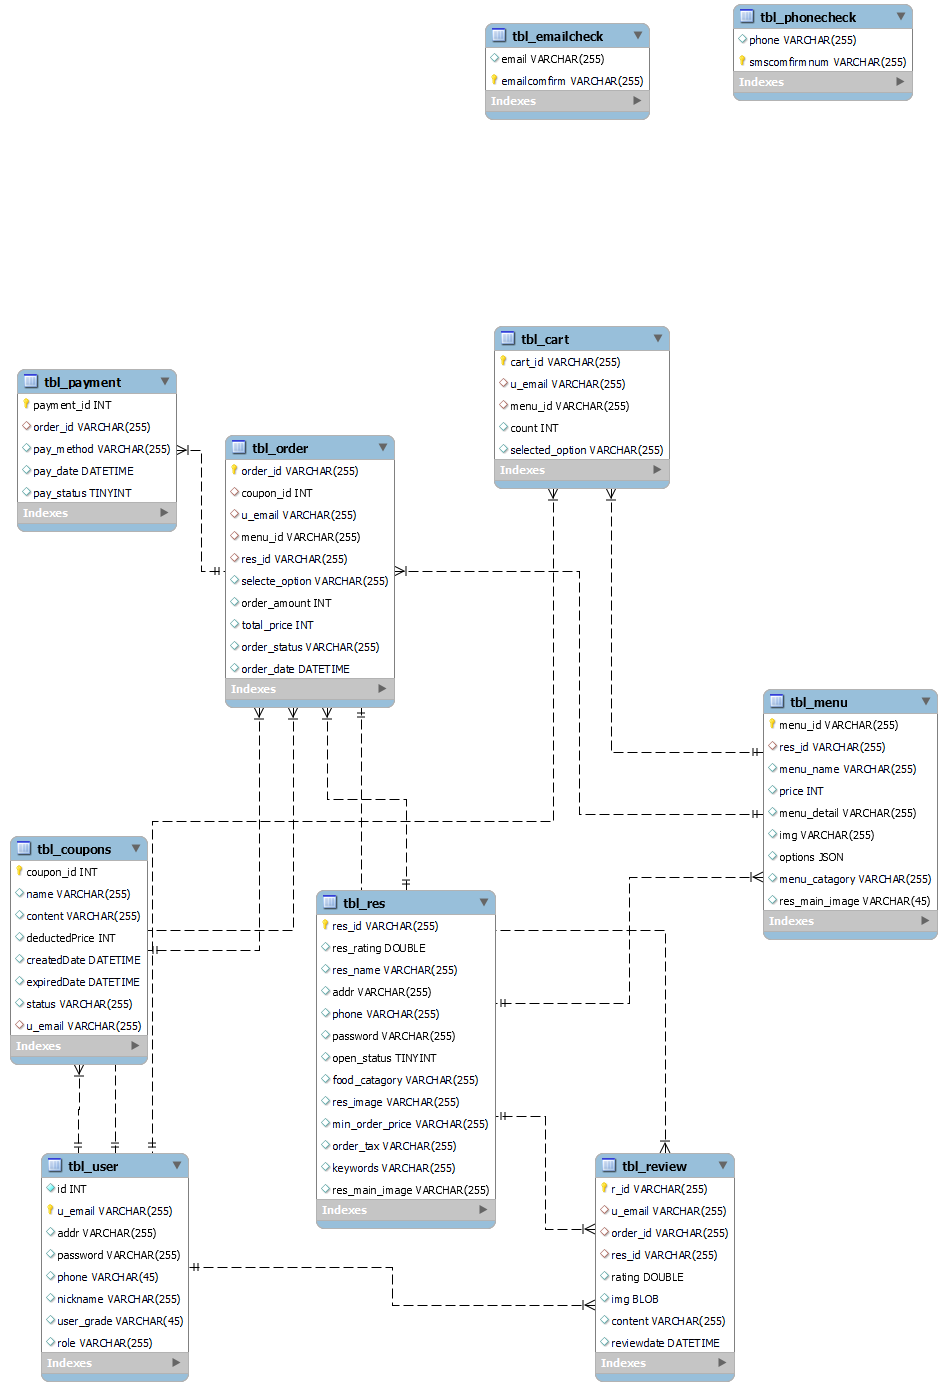 tbl_emailcheck
email VARCHAR(255)
emailcomfirm VARCHAR(255)
Indexes
tbl_phonecheck
phone VARCHAR(255)
smscomfirmnum VARCHAR(255)
Indexes
tbl_cart
cart_id VARCHAR(255)
u_email VARCHAR(255)
menu_id VARCHAR(255)
count INT
selected_option VARCHAR(255)
Indexes
tbl_payment
payment_id INT
order_id VARCHAR(255)
pay_method VARCHAR(255)
pay_date DATETIME
pay_status TINYINT
Indexes
tbl_order
order_id VARCHAR(255)
coupon_id INT
u_email VARCHAR(255)
menu_id VARCHAR(255)
res_id VARCHAR(255)
selecte_option VARCHAR(255)
order_amount INT
total_price INT
order_status VARCHAR(255)
order_date DATETIME
Indexes
tbl_menu
menu_id VARCHAR(255)
res_id VARCHAR(255)
menu_name VARCHAR(255)
price INT
menu_detail VARCHAR(255)
img VARCHAR(255)
options JSON
menu_catagory VARCHAR(255)
res_main_image VARCHAR(45)
Indexes
tbl_coupons
coupon_id INT
name VARCHAR(255)
content VARCHAR(255)
deductedPrice INT
createdDate DATETIME
expiredDate DATETIME
status VARCHAR(255)
u_email VARCHAR(255)
Indexes
tbl_res
res_id VARCHAR(255)
res_rating DOUBLE
res_name VARCHAR(255)
addr VARCHAR(255)
phone VARCHAR(255)
password VARCHAR(255)
open_status TINYINT
food_catagory VARCHAR(255)
res_image VARCHAR(255)
min_order_price VARCHAR(255)
order_tax VARCHAR(255)
keywords VARCHAR(255)
res_main_image VARCHAR(255)
Indexes
tbl_user
id INT
u_email VARCHAR(255)
addr VARCHAR(255)
password VARCHAR(255)
phone VARCHAR(45)
nickname VARCHAR(255)
user_grade VARCHAR(45)
role VARCHAR(255)
Indexes
tbl_review
r_id VARCHAR(255)
u_email VARCHAR(255)
order_id VARCHAR(255)
res_id VARCHAR(255)
rating DOUBLE
img BLOB
content VARCHAR(255)
reviewdate DATETIME
Indexes